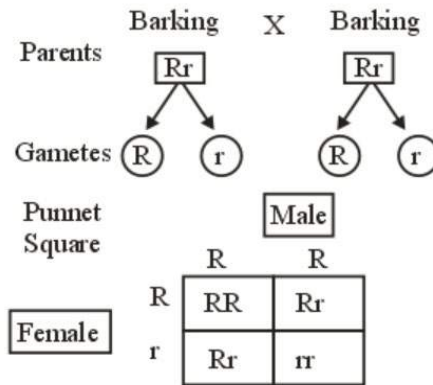 Barking X Barking
Parents
Rr Rr
Gametes R r R r
Punnet
Square
Male
R R
R RR Rr
Female
r Rr rr